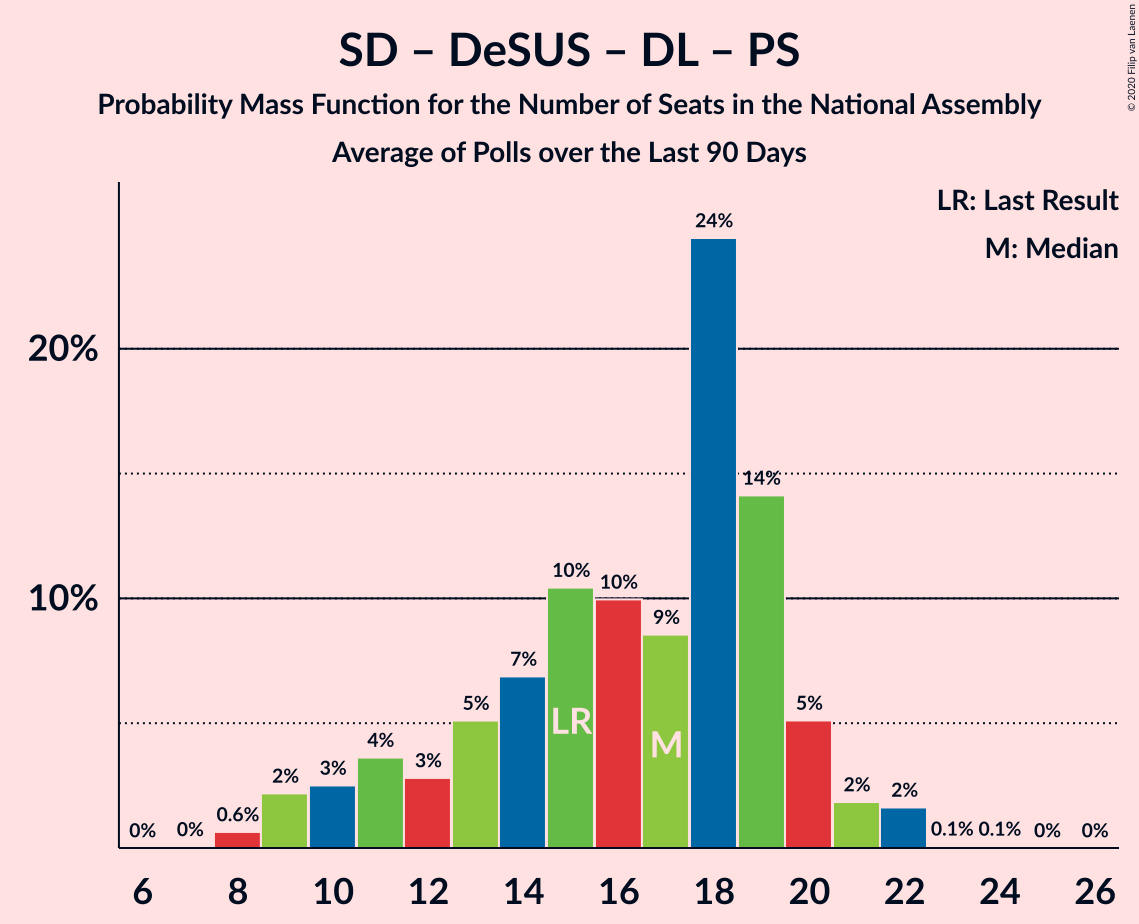 SD – DeSUS – DL – PS
Probability Mass Function for the Number of Seats in the National Assembly
Average of Polls over the Last 90 Days
© 2020 Filip van Laenen
LR: Last Result
M: Median
20%
10%
0% 0% 0.6% 2% 3% 4% 3% 5% 7% 10% 10% 9% 24% 14% 5% 2% 2% 0.1% 0.1% 0% 0%
LR
M
6 8 10 12 14 16 18 20 22 24 26